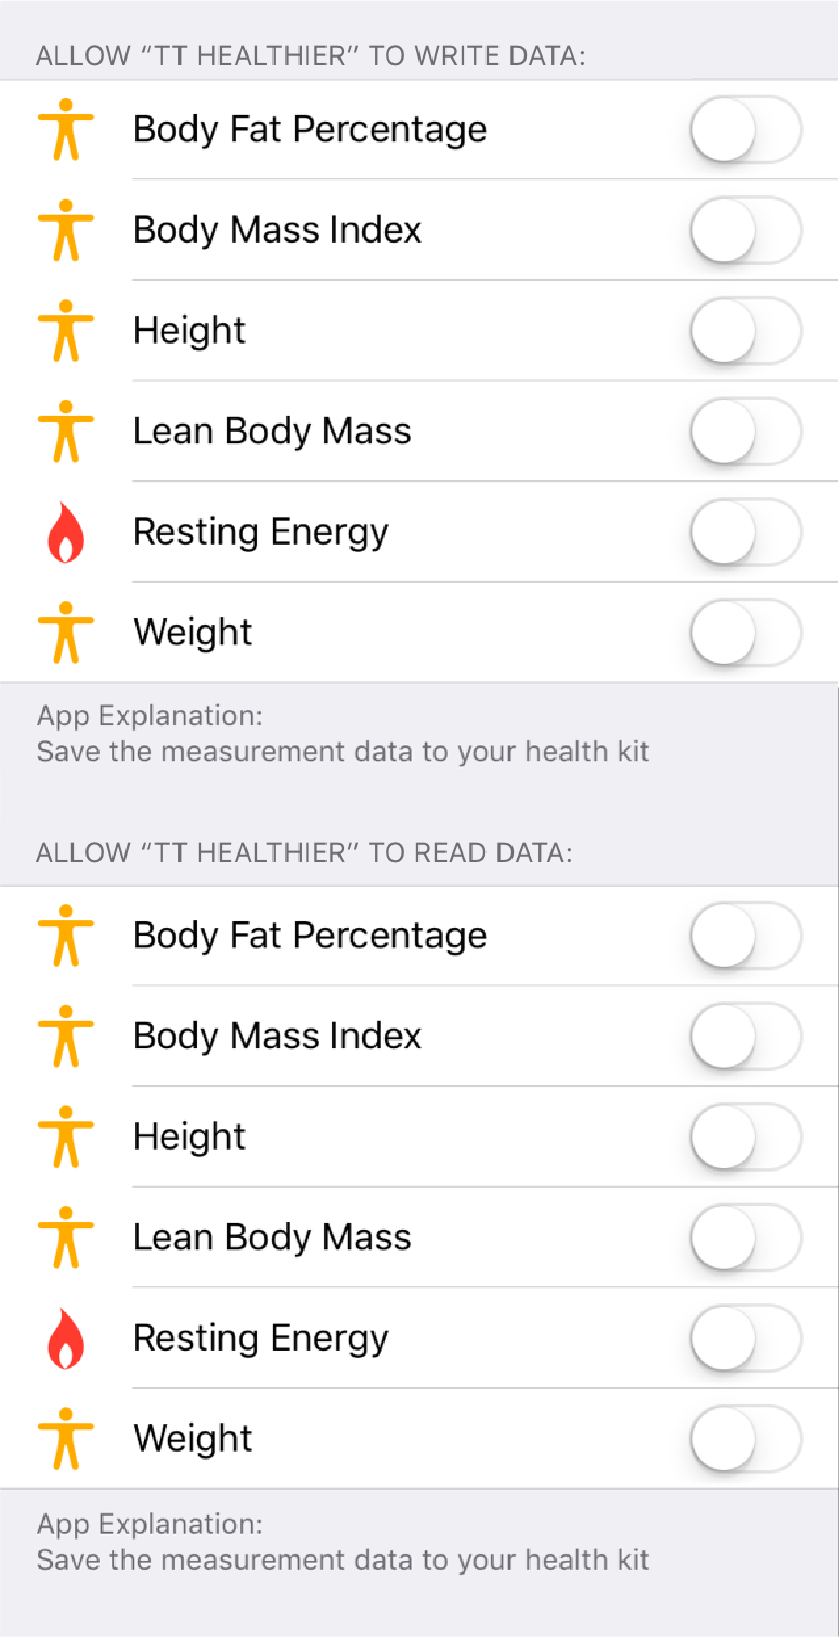 ALLOW “TT HEALTHIER” TO WRITE DATA:
Body Fat Percentage
Body Mass Index
Height
Lean Body Mass
Resting Energy
Weight
App Explanation:
Save the measurement data to your health kit
ALLOW “TT HEALTHIER” TO READ DATA:
Body Fat Percentage
Body Mass Index
Height
Lean Body Mass
Resting Energy
Weight
App Explanation:
Save the measurement data to your health kit